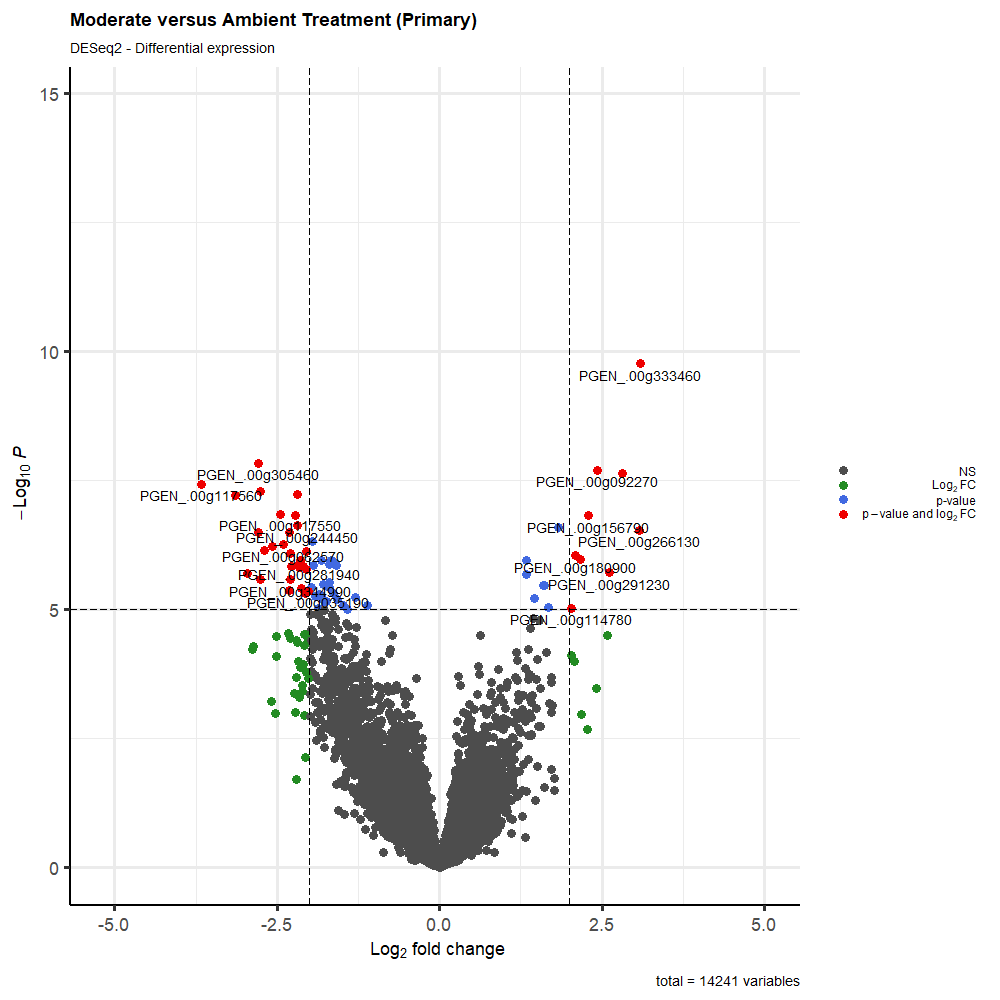 Moderate versus Ambient Treatment (Primary)
DESeq2 - Differential expression
15
10
5
0
−Log10 P
PGEN_.00g333460
PGEN_.00g305460
PGEN_.00g092270
PGEN_.00g117560
PGEN_.00g017550
PGEN_.00g156790
PGEN_.00g244450
PGEN_.00g266130
PGEN_.00g180900
PGEN_.00g281940
PGEN_.00g291230
PGEN_.00g035190
PGEN_.00g114780
NS
Log2 FC
p-value
p − value and log2 FC
-5.0
-2.5
0.0
2.5
5.0
Log2 fold change
total = 14241 variables